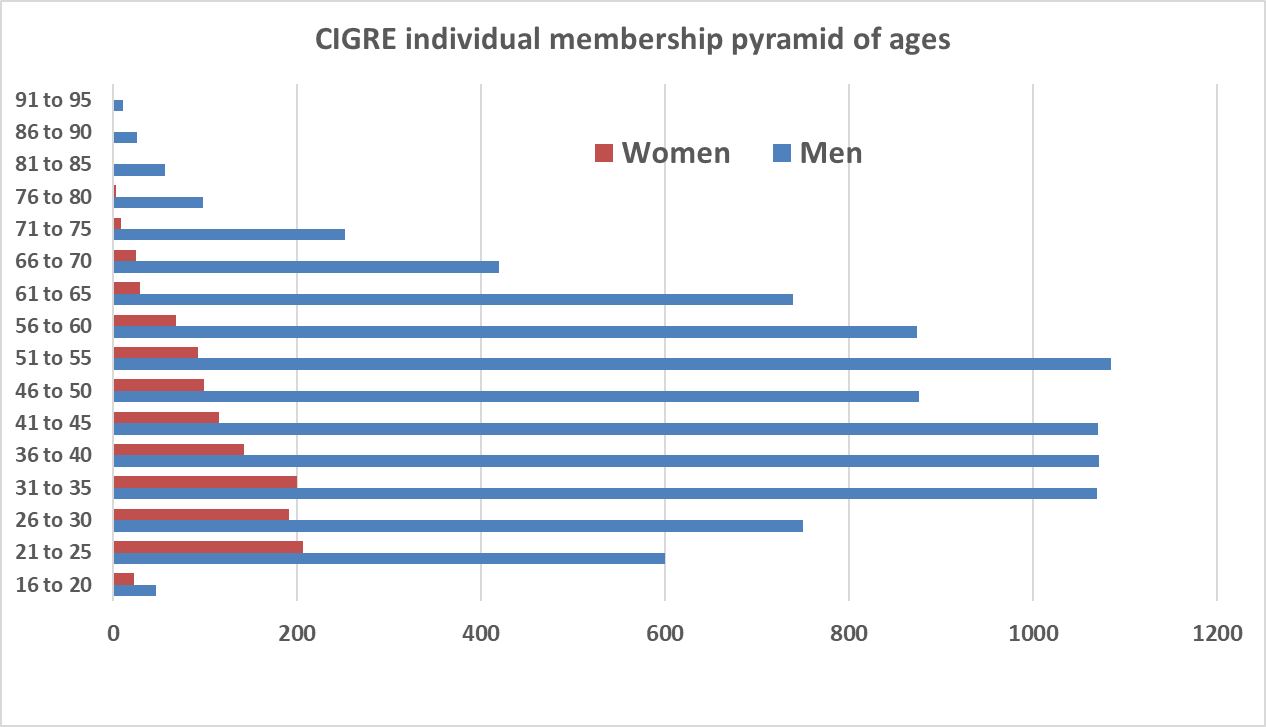 CIGRE individual membership pyramid of ages
Women Men
91 to 95
86 to 90
81 to 85
76 to 80
71 to 75
66 to 70
61 to 65
56 to 60
51 to 55
46 to 50
41 to 45
36 to 40
31 to 35
26 to 30
21 to 25
16 to 20
0 200 400 600 800 1000 1200